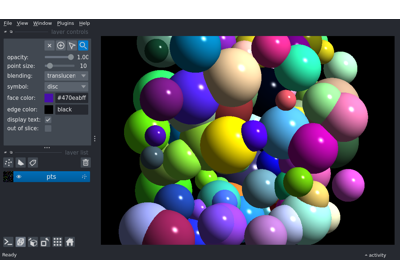 File View Window Plugins Help
layer controls
opacity: 1.00
point size: 10
blending: translucen
symbol: disc
face color: #470eabff
edge color: black
display text:
out of slice:
layer list
pts
Ready
activity